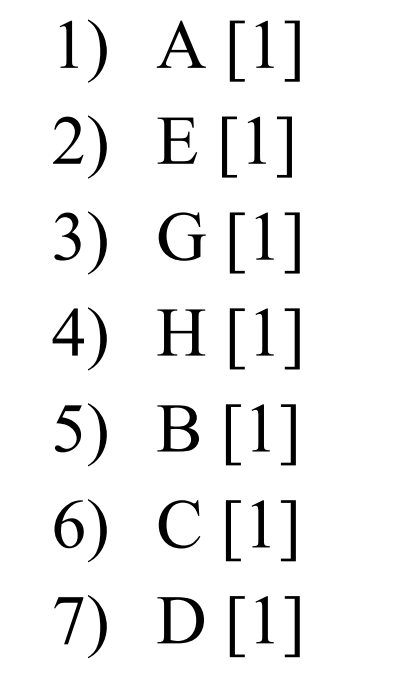 1) A [1]
2) E [1]
3) G [1]
4) H [1]
5) B [1]
6) C [1]
7) D [1]